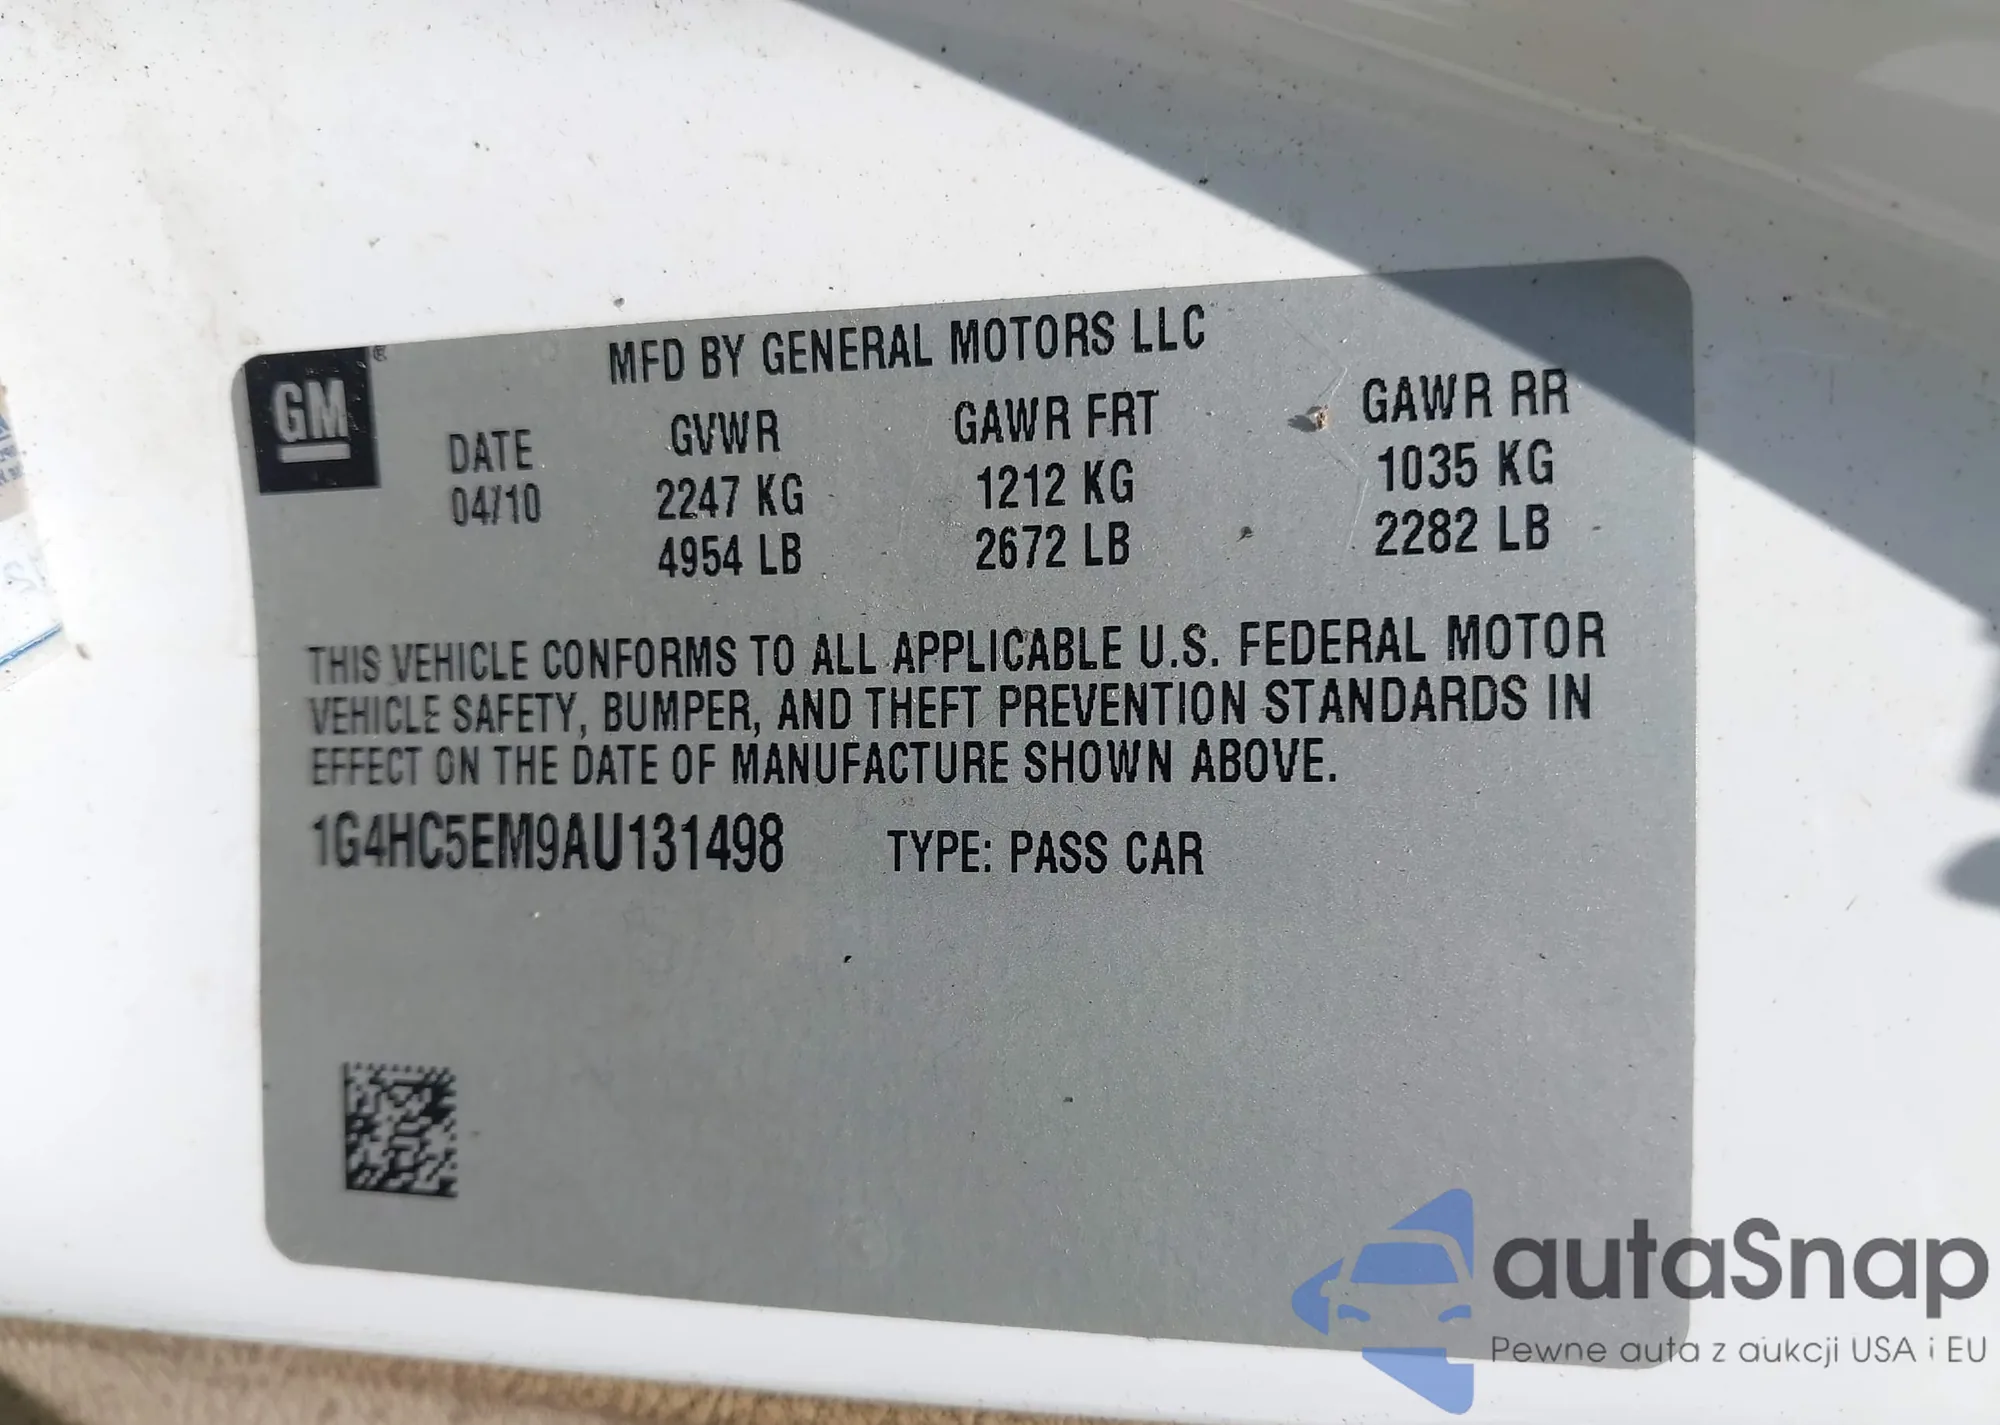 GM
MFD BY GENERAL MOTORS LLC
DATE GVWR GAWR FRT GAWR RR
04/10 2247 KG 1212 KG 1035 KG
4954 LB 2672 LB 2282 LB
THIS VEHICLE CONFORMS TO ALL APPLICABLE U.S. FEDERAL MOTOR
VEHICLE SAFETY, BUMPER, AND THEFT PREVENTION STANDARDS IN
EFFECT ON THE DATE OF MANUFACTURE SHOWN ABOVE.
1G4HC5EM9AU131498 TYPE: PASS CAR
autaSnap
Pewne auta z aukcji USA i EU